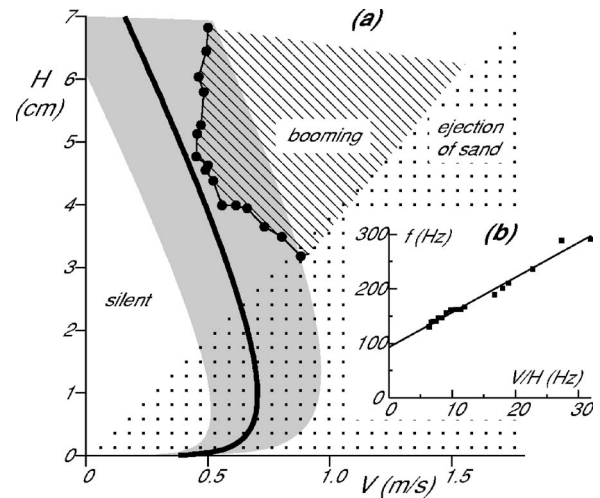 (a)
7
6
H
(cm)
5
4
3
2
1
0
booming
ejection
of sand
silent
(b)
f (Hz)
300
200
100
0
0
10
20
30
V/H (Hz)
0
0.5
1.0
1.5
V (m/s)